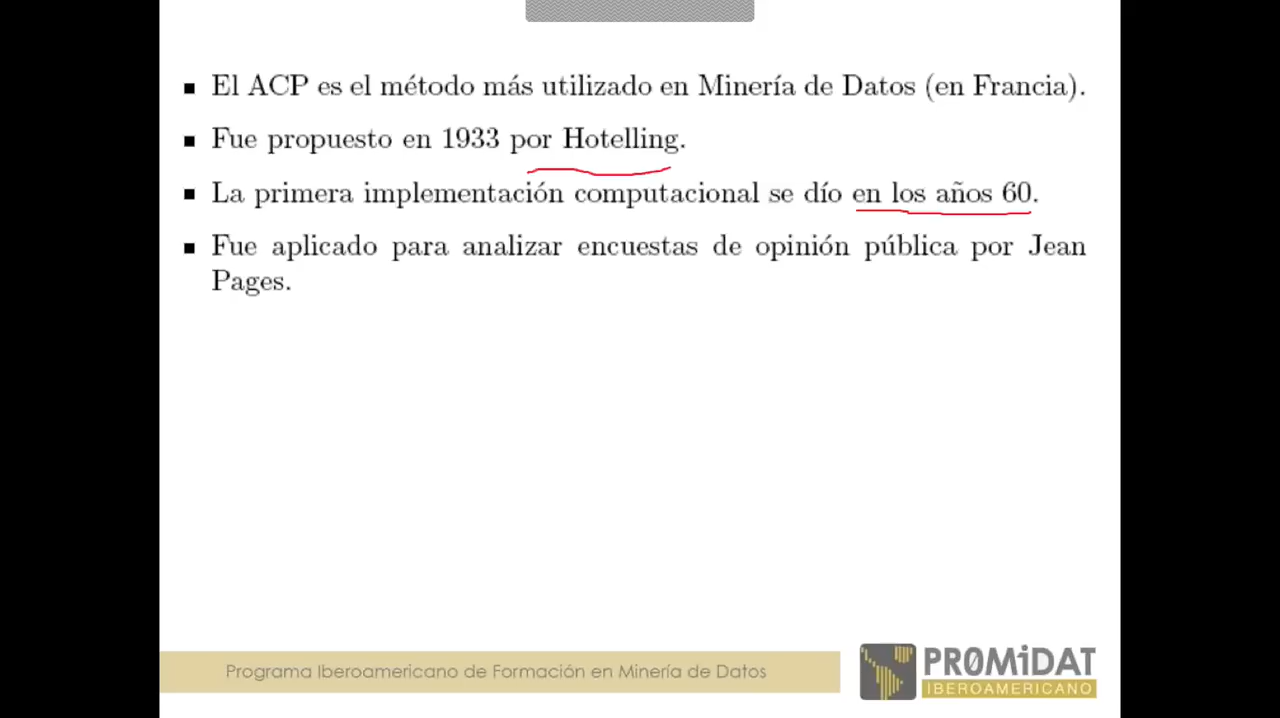 El ACP es el método más utilizado en Minería de Datos (en Francia).
Fue propuesto en 1933 por Hotelling.
La primera implementación computacional se dío en los años 60.
Fue aplicado para analizar encuestas de opinión pública por Jean
Pages.
Programa Iberoamericano de Formación en Minería de Datos
PR0MiDAT
IBEROAMERICANO